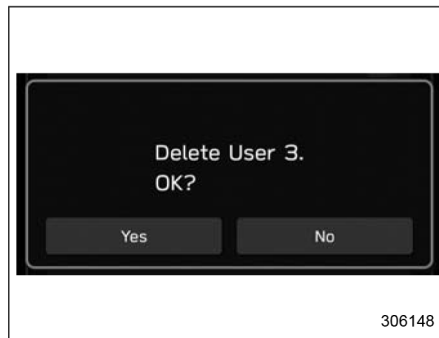 Delete User 3.
OK?
Yes
No
306148